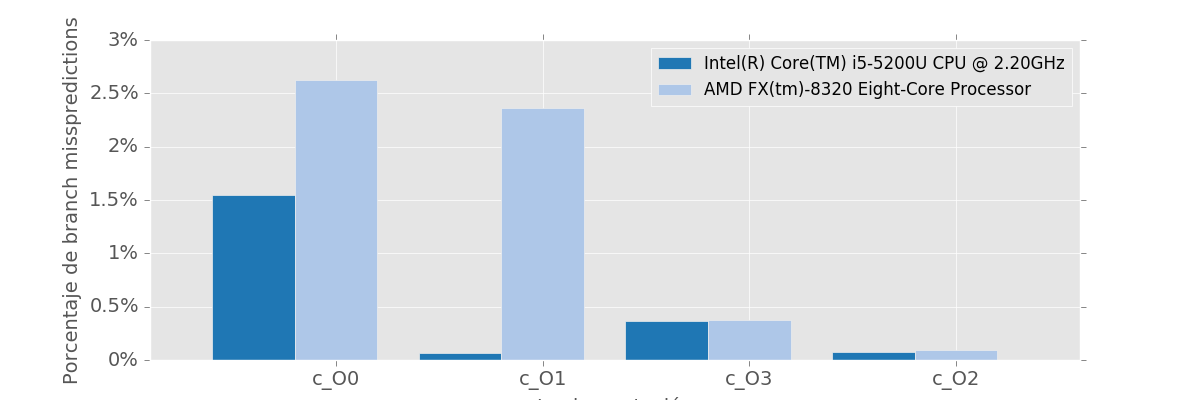 Porcentaje de branch misspredictions
3%
2.5%
2%
1.5%
1%
0.5%
0%
Intel(R) Core(TM) i5-5200U CPU @ 2.20GHz
AMD FX(tm)-8320 Eight-Core Processor
c_O0
c_O1
c_O3
c_O2